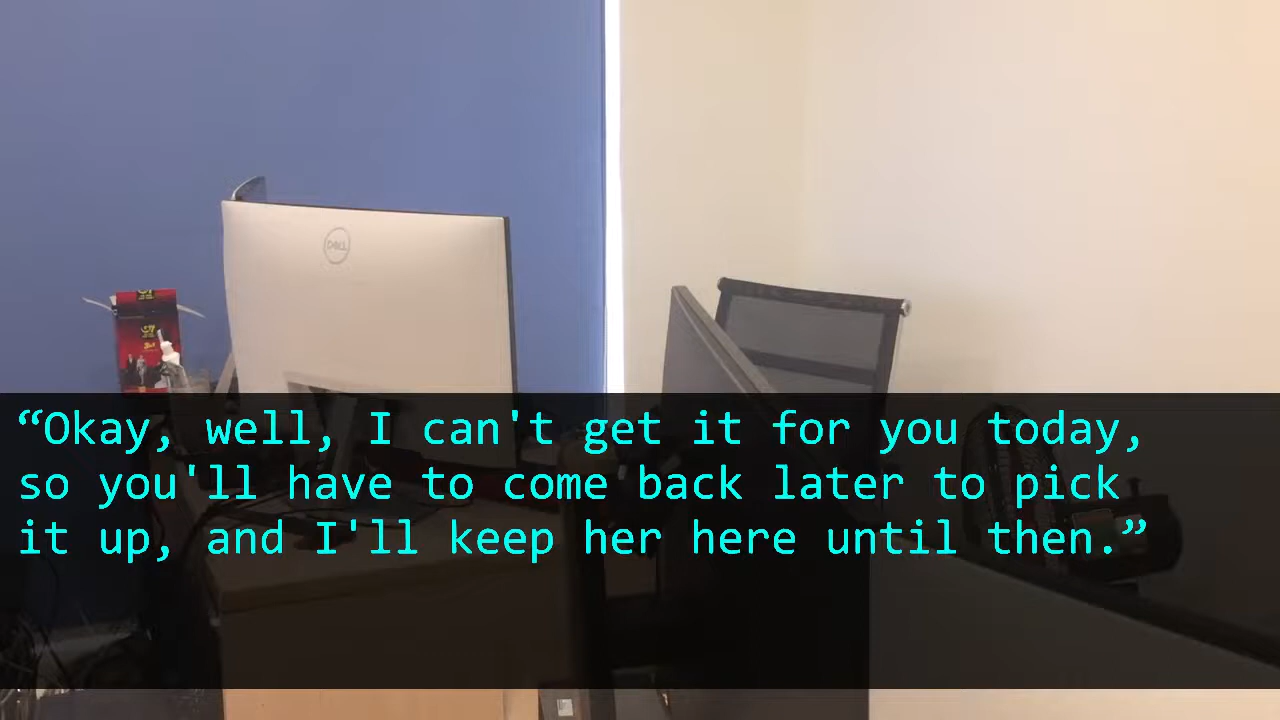 DELL
G7
“Okay, well, I can't get it for you today,
so you'll have to come back later to pick
it up, and I'll keep her here until then.”